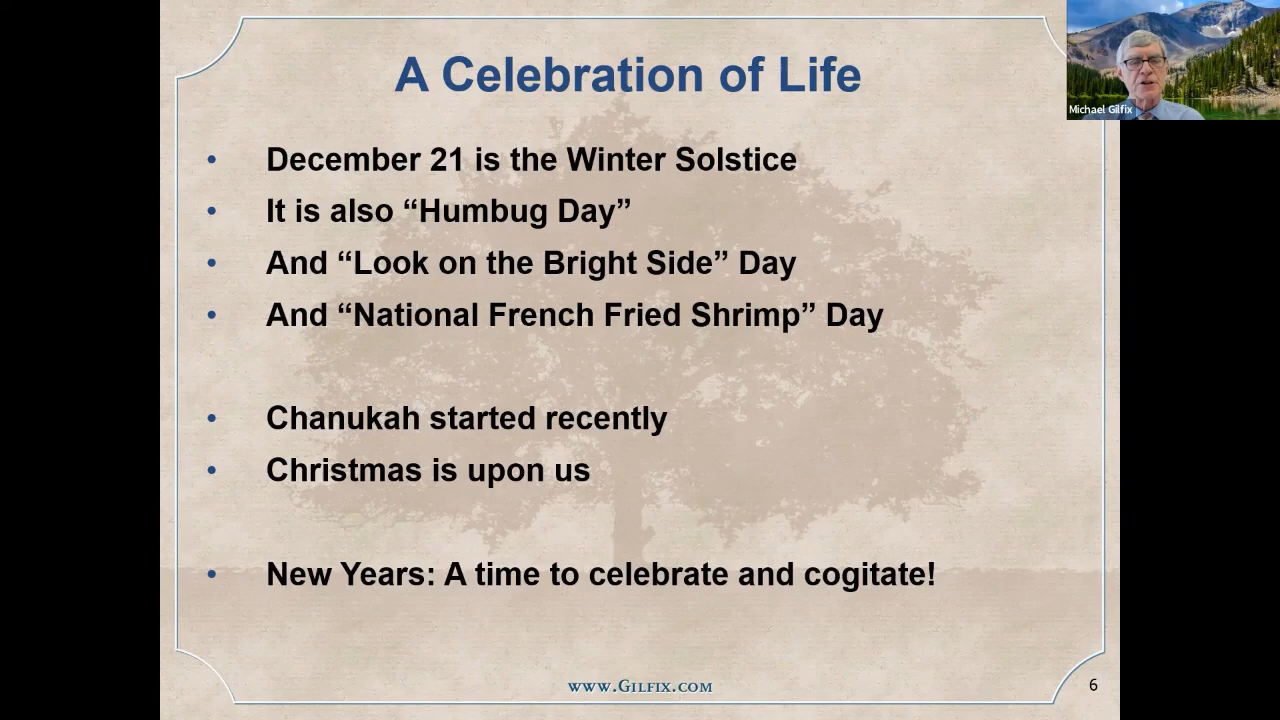 A Celebration of Life
Michael Gilfix
• December 21 is the Winter Solstice
• It is also “Humbug Day”
• And “Look on the Bright Side” Day
• And “National French Fried Shrimp” Day
• Chanukah started recently
• Christmas is upon us
• New Years: A time to celebrate and cogitate!
www.Gilfix.com
6